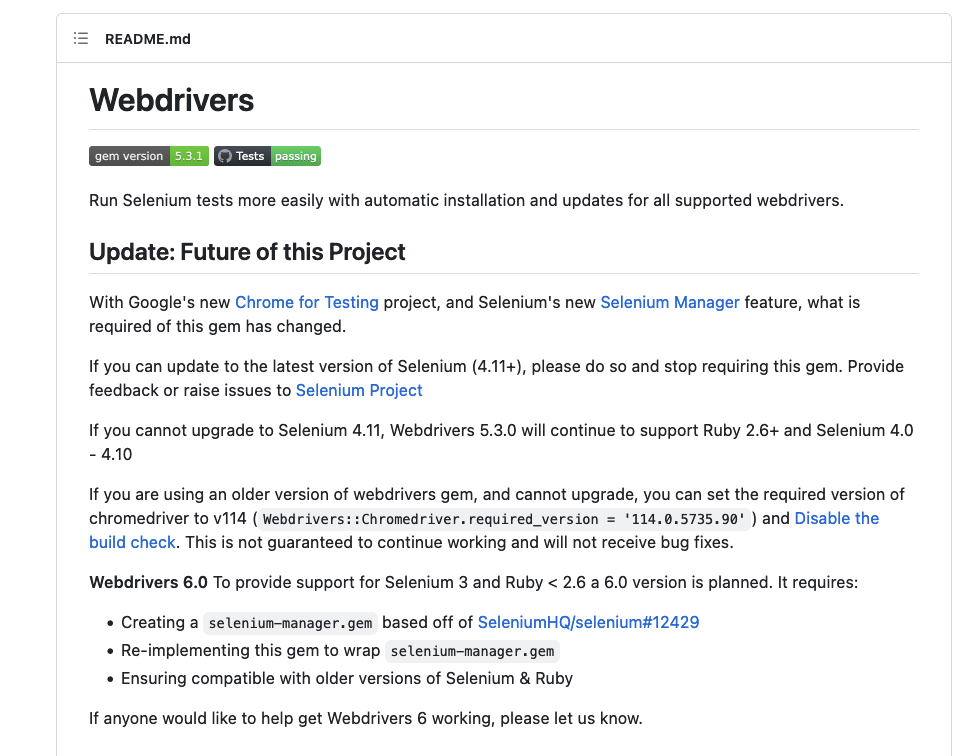 README.md
Webdrivers
gem version 5.3.1 Tests passing
Run Selenium tests more easily with automatic installation and updates for all supported webdrivers.
Update: Future of this Project
With Google's new Chrome for Testing project, and Selenium's new Selenium Manager feature, what is
required of this gem has changed.
If you can update to the latest version of Selenium (4.11+), please do so and stop requiring this gem. Provide
feedback or raise issues to Selenium Project
If you cannot upgrade to Selenium 4.11, Webdrivers 5.3.0 will continue to support Ruby 2.6+ and Selenium 4.0
- 4.10
If you are using an older version of webdrivers gem, and cannot upgrade, you can set the required version of
chromedriver to v114 ( Webdrivers::Chromedriver.required_version = '114.0.5735.90' ) and Disable the
build check. This is not guaranteed to continue working and will not receive bug fixes.
Webdrivers 6.0 To provide support for Selenium 3 and Ruby < 2.6 a 6.0 version is planned. It requires:
• Creating a selenium-manager.gem based off of SeleniumHQ/selenium#12429
• Re-implementing this gem to wrap selenium-manager.gem
• Ensuring compatible with older versions of Selenium & Ruby
If anyone would like to help get Webdrivers 6 working, please let us know.